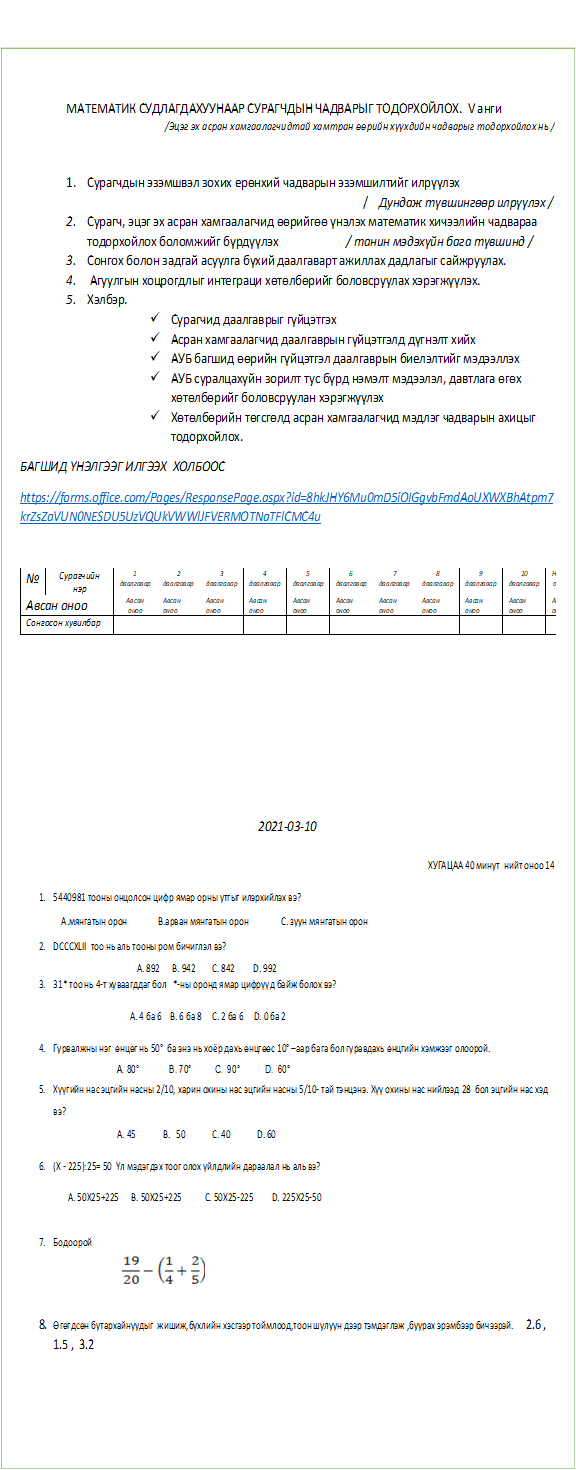 МАТЕМАТИК СУДЛАГДАХУУНААР СУРАГЧДЫН ЧАДВАРЫГ ТОДОРХОЙЛОХ. V анги
/Эцэг эх асран хамгаалагчидтай хамтран өөрийн хүүхдийн чадварыг тодорхойлох нь /
1. Сурагчдын эзэмшвэл зохих ерөнхий чадварын эзэмшилтийг илрүүлэх
/ Дундаж түвшингөөр илрүүлэх /
2. Сурагч, эцэг эх асран хамгаалагчид өөрийгөө үнэлэх математик хичээлийн чадвараа
тодорхойлох боломжийг бүрдүүлэх / танин мэдэхүйн бага түвшинд /
3. Сонгох болон задгай асуулга бүхий даалгаварт ажиллах дадлагыг сайжруулах.
4. Агуулгын хоцрогдлыг интеграци хөтөлбөрийг боловсруулах хэрэгжүүлэх.
5. Хэлбэр.
✓ Сурагчид даалгаврыг гүйцэтгэх
✓ Асран хамгаалагчид даалгаврын гүйцэтгэлд дүгнэлт хийх
✓ АУБ багшид өөрийн гүйцэтгэл даалгаврын биелэлтийг мэдээллэх
✓ АУБ суралцахуйн зорилт тус бүрд нэмэлт мэдээлэл, давтлага өгөх
хөтөлбөрийг боловсруулан хэрэгжүүлэх
✓ Хөтөлбөрийн төгсгөлд асран хамгаалагчид мэдлэг чадварын ахицыг
тодорхойлох.
БАГШИД ҮНЭЛГЭЭГ ИЛГЭЭХ ХОЛБООС
https://forms.office.com/Pages/ResponsePage.aspx?id=8hkJHY6Mu0mD5iOIGgvbFmdAoUXWXBhAtpm7
krZsZaVUN0NESDU5UzVQUkVWWlJFVERMOTNaTFlCMC4u
№ Сурагчийн нэр 1 даалгавар 2 даалгавар 3 даалгавар 4 даалгавар 5 даалгавар 6 даалгавар 7 даалгавар 8 даалгавар 9 даалгавар 10 даалгавар
Авсан оноо Авсан оноо Авсан оноо Авсан оноо Авсан оноо Авсан оноо Авсан оноо Авсан оноо Авсан оноо Авсан оноо Авсан оноо
Сонгосон хувилбар
2021-03-10
ХУГАЦАА 40 минут нийт оноо 14
1. 5440981 тооны онцолсон цифр ямар орны утгыг илэрхийлэх вэ?
А.мянгатын орон В.арван мянгатын орон С. зуун мянгатын орон
2. DCCCXLII тоо нь аль тооны ром бичиглэл вэ?
А. 892 В. 942 С. 842 D. 992
3. 31* тоо нь 4-т хуваагддаг бол *-ны оронд ямар цифрүүд байж болох вэ?
А. 4 ба 6 В. 6 ба 8 С. 2 ба 6 D. 0 ба 2
4. Гурвалжны нэг өнцөг нь 50° ба энэ нь хоёр дахь өнцгөөс 10° –аар бага бол гуравдахь өнцгийн хэмжээг олоорой.
А. 80° В. 70° С. 90° D. 60°
5. Хүүгийн нас эцгийн насны 2/10, харин охины нас эцгийн насны 5/10- тай тэнцэнэ. Хүү охины нас нийлээд 28 бол эцгийн нас хэд
вэ?
А. 45 В. 50 С. 40 D. 60
6. (X - 225):25= 50 Үл мэдэгдэх тоог олох үйлдлийн дараалал нь аль вэ?
А. 50X25+225 В. 50X25+225 С. 50X25-225 D. 225X25-50
7. Бодоорой
19/20 − (1/4 + 2/5)
8. Өгөгдсөн бутархайнуудыг жишиж,бүхлийн хэсгээр тоймлоод,тоон шулуун дээр тэмдэглэж ,буурах эрэмбээр бичээрэй. 2.6 ,
1.5 , 3.2